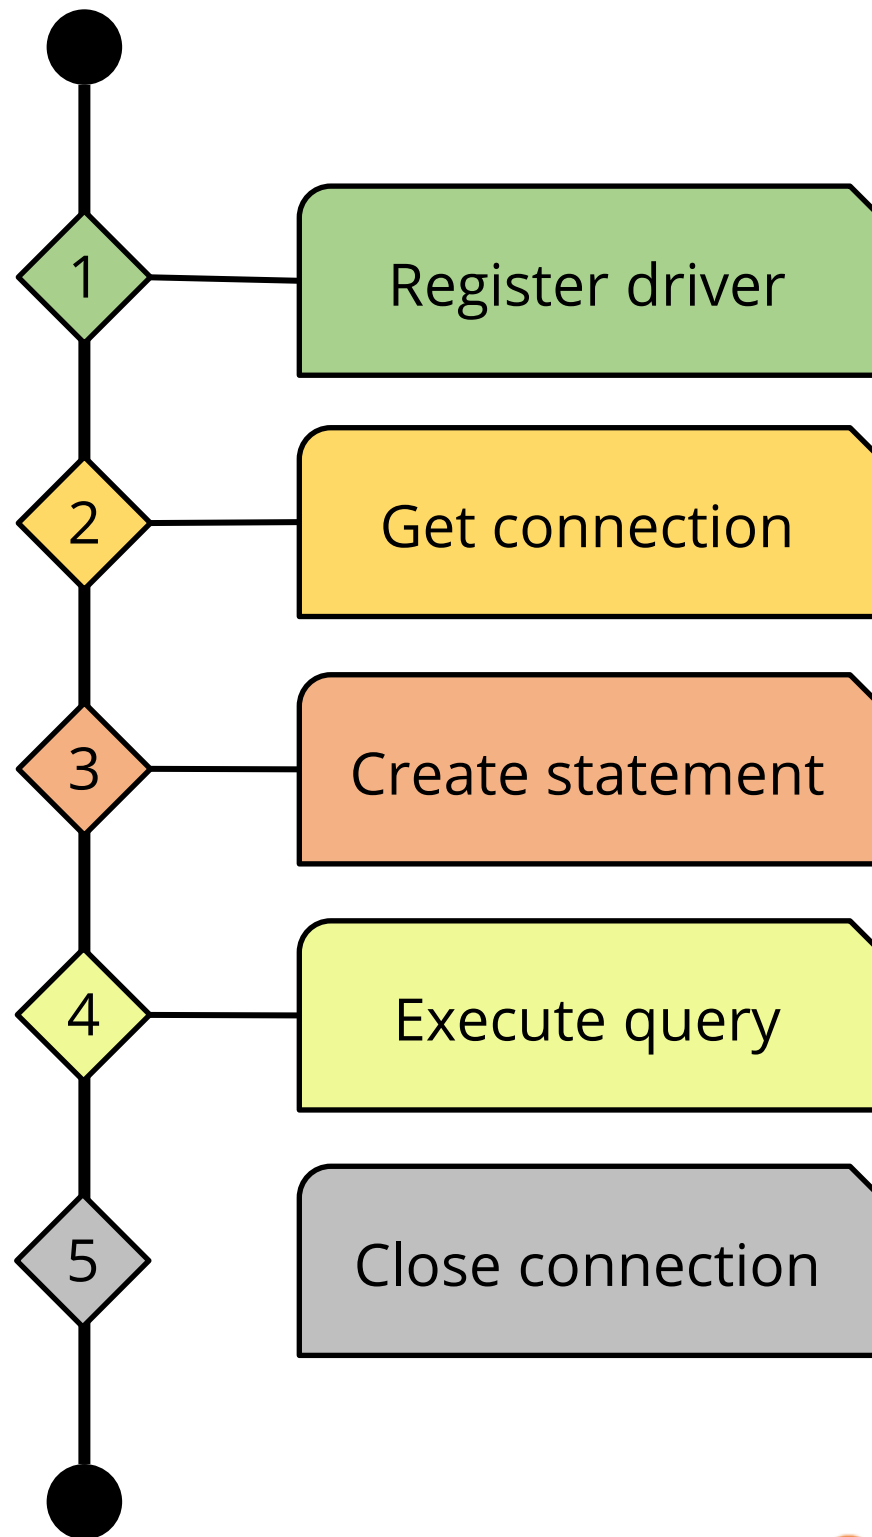 1
Register driver
2
Get connection
3
Create statement
4
Execute query
5
Close connection